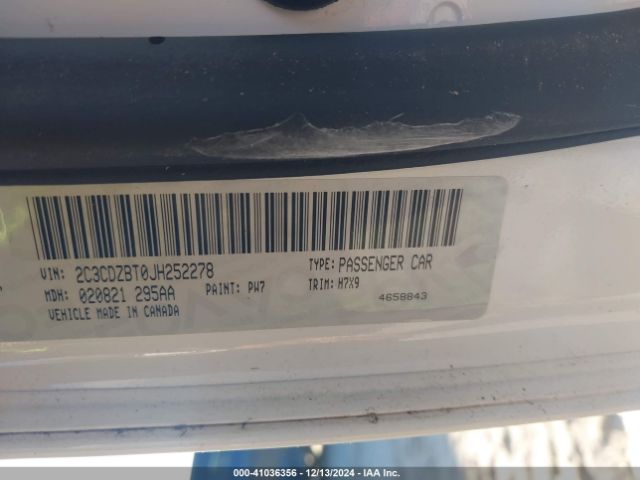 VIN: 2C3CDZBT0JH252278 TYPE: PASSENGER CAR
MDH: 020821 295AA PAINT: PW7 TRIM: H7X9
VEHICLE MADE IN CANADA 4658843
000-41036356 - 12/13/2024 - IAA Inc.